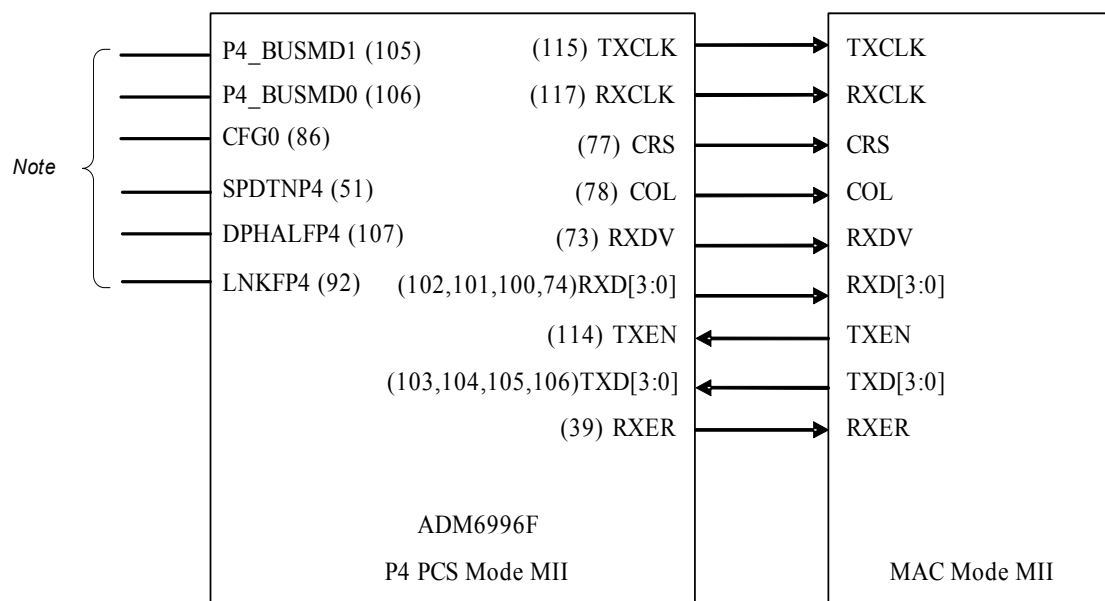 P4_BUSMD1 (105) (115) TXCLK TXCLK
P4_BUSMD0 (106) (117) RXCLK RXCLK
CFG0 (86) (77) CRS CRS
Note
SPDTNP4 (51) (78) COL COL
DPHALFP4 (107) (73) RXDV RXDV
LNKFP4 (92) (102,101,100,74)RXD[3:0] RXD[3:0]
(114) TXEN TXEN
(103,104,105,106)TXD[3:0] TXD[3:0]
(39) RXER RXER
ADM6996F
P4 PCS Mode MII MAC Mode MII